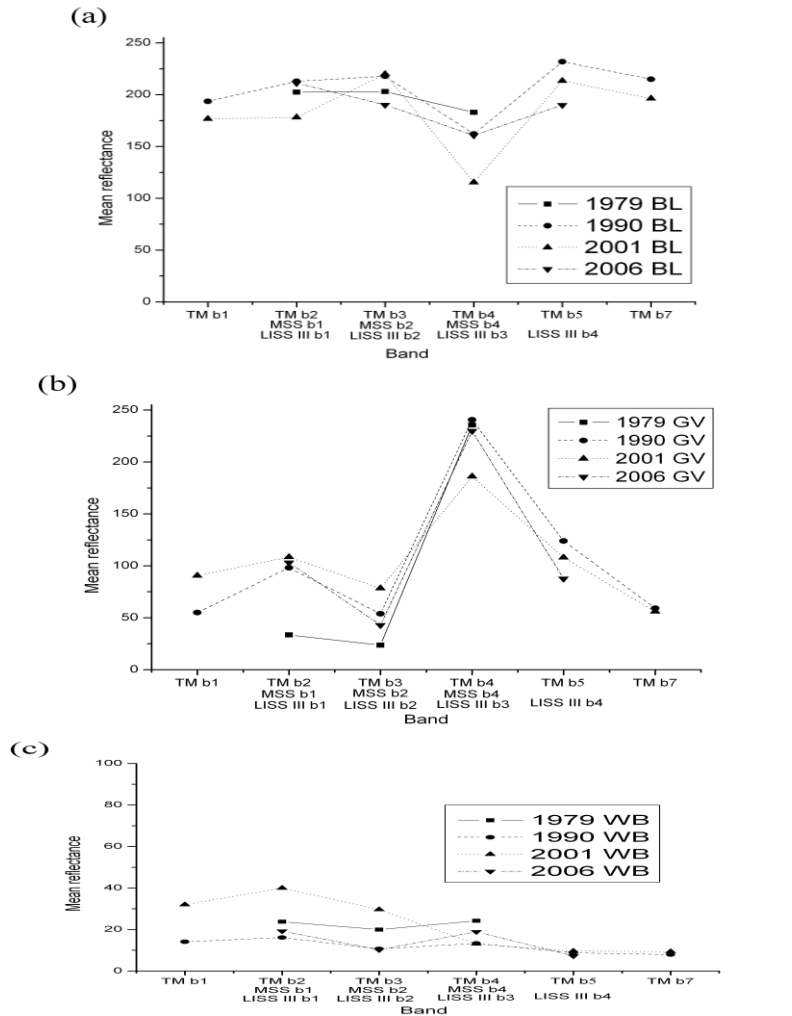 (a)
250
200
150
100
50
0
Mean reflectance
1979 BL
1990 BL
2001 BL
2006 BL
TM b1 TM b2 TM b3 TM b4 TM b5 TM b7
MSS b1 MSS b2 MSS b4
LISS III b1 LISS III b2 LISS III b3 LISS III b4
Band
(b)
250
200
150
100
50
0
Mean reflectance
1979 GV
1990 GV
2001 GV
2006 GV
TM b1 TM b2 TM b3 TM b4 TM b5 TM b7
MSS b1 MSS b2 MSS b4
LISS III b1 LISS III b2 LISS III b3 LISS III b4
Band
(c)
100
80
60
40
20
0
Mean reflectance
1979 WB
1990 WB
2001 WB
2006 WB
TM b1 TM b2 TM b3 TM b4 TM b5 TM b7
MSS b1 MSS b2 MSS b4
LISS III b1 LISS III b2 LISS III b3 LISS III b4
Band